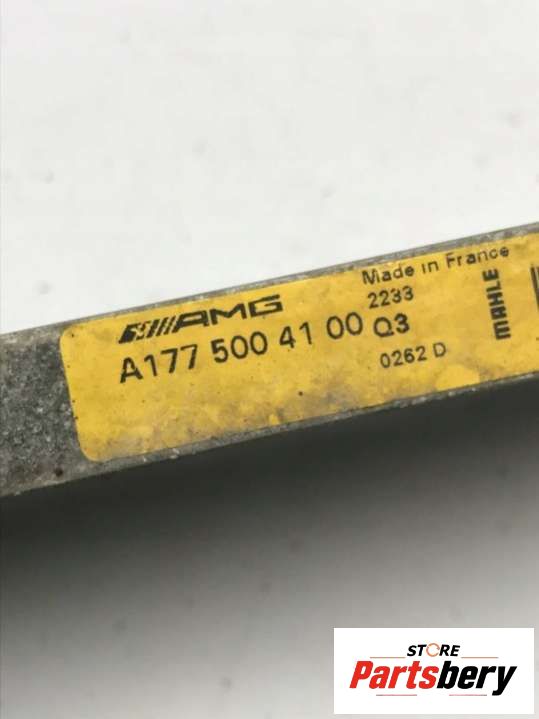 AMG
A177 500 41 00 Q3
Made in France
2233
0262 D
MAHLE
STORE
Partsbery